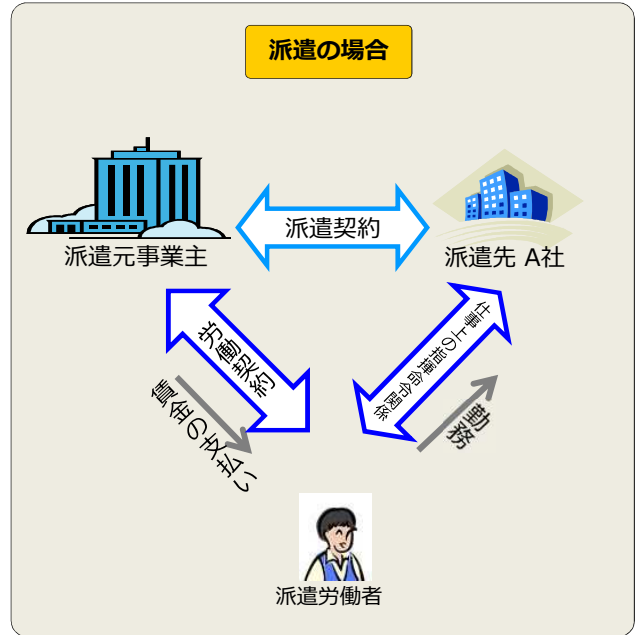 派遣の場合
派遣契約
派遣元事業主
派遣先 A社
労働契約
仕事上の指揮命令関係
賃金の支払い
勤務
派遣労働者